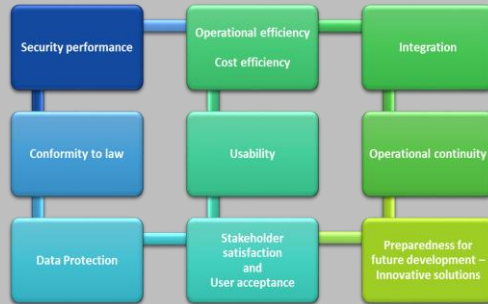 Security performance
Operational efficiency
Cost efficiency
Integration
Conformity to law
Usability
Operational continuity
Data Protection
Stakeholder
satisfaction
and
User acceptance
Preparedness for
future development –
Innovative solutions